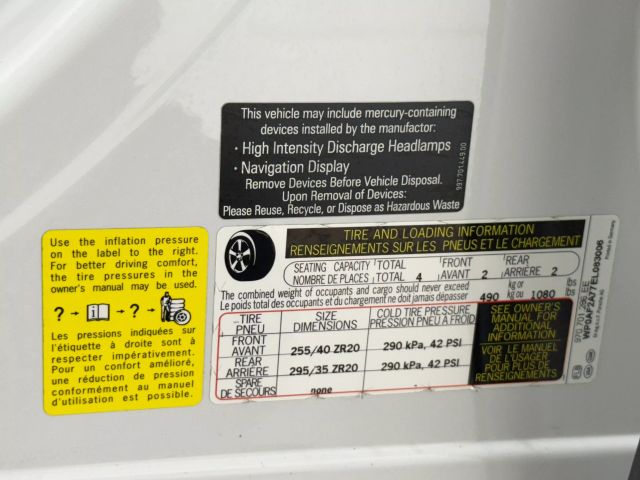 This vehicle may include mercury-containing
devices installed by the manufactor:
· High Intensity Discharge Headlamps
· Navigation Display
Remove Devices Before Vehicle Disposal.
Upon Removal of Devices:
Please Reuse, Recycle, or Dispose as Hazardous Waste
997.701.449.00
Use the inflation pressure
on the label to the right.
For better driving comfort,
the tire pressures in the
owner's manual may be used.
? → i → ? →
Les pressions indiquées sur
l'étiquette à droite sont à
respecter impérativement.
Pour un confort amélioré,
une réduction de pression
conformément au manuel
d'utilisation est possible.
TIRE AND LOADING INFORMATION
RENSEIGNEMENTS SUR LES PNEUS ET LE CHARGEMENT
SEATING CAPACITY TOTAL 4 FRONT 2 REAR 2
NOMBRE DE PLACES TOTAL AVANT ARRIÈRE
The combined weight of occupants and cargo should never exceed 490 kg or 1080 lbs
Le poids total des occupants et du chargement ne doit jamais dépasser kg ou lbs
TIRE SIZE COLD TIRE PRESSURE
PNEU DIMENSIONS PRESSION PNEU A FROID
FRONT
AVANT 255/40 ZR20 290 kPa, 42 PSI
REAR
ARRIÈRE 295/35 ZR20 290 kPa, 42 PSI
SPARE
DE SECOURS none
SEE OWNER'S
MANUAL FOR
ADDITIONAL
INFORMATION
VOIR LE MANUEL
DE L'USAGER
POUR PLUS DE
RENSEIGNEMENTS
Printed in Germany